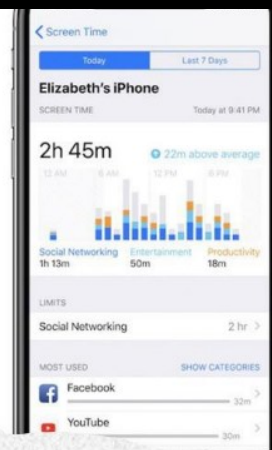 Screen Time
Today Last 7 Days
Elizabeth's iPhone
SCREEN TIME Today at 9:41 PM
2h 45m 22m above average
12 AM 6 AM 12 PM 6 PM
Social Networking Entertainment Productivity
1h 13m 50m 18m
LIMITS
Social Networking 2 hr
MOST USED SHOW CATEGORIES
Facebook
32m
YouTube
30m